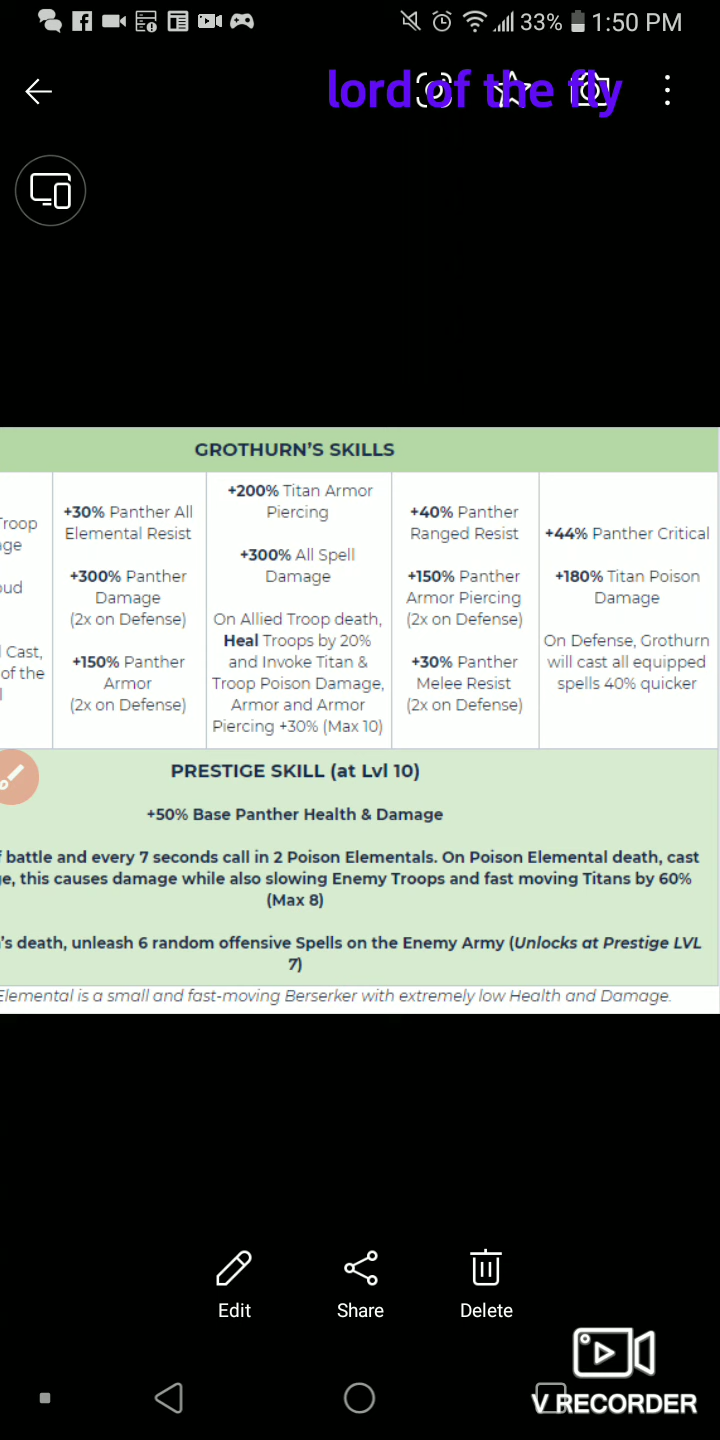 33% 1:50 PM
lord of the fly
GROTHURN'S SKILLS
+30% Panther All
Elemental Resist
+300% Panther
Damage
(2x on Defense)
+150% Panther
Armor
(2x on Defense)
+200% Titan Armor
Piercing
+300% All Spell
Damage
On Allied Troop death,
Heal Troops by 20%
and Invoke Titan &
Troop Poison Damage,
Armor and Armor
Piercing +30% (Max 10)
+40% Panther
Ranged Resist
+150% Panther
Armor Piercing
(2x on Defense)
+30% Panther
Melee Resist
(2x on Defense)
+44% Panther Critical
+180% Titan Poison
Damage
On Defense, Grothurn
will cast all equipped
spells 40% quicker
Cast,
of the
PRESTIGE SKILL (at Lvl 10)
+50% Base Panther Health & Damage
battle and every 7 seconds call in 2 Poison Elementals. On Poison Elemental death, cast
this causes damage while also slowing Enemy Troops and fast moving Titans by 60%
(Max 8)
's death, unleash 6 random offensive Spells on the Enemy Army (Unlocks at Prestige LVL
7)
Elemental is a small and fast-moving Berserker with extremely low Health and Damage.
Edit Share Delete
V RECORDER